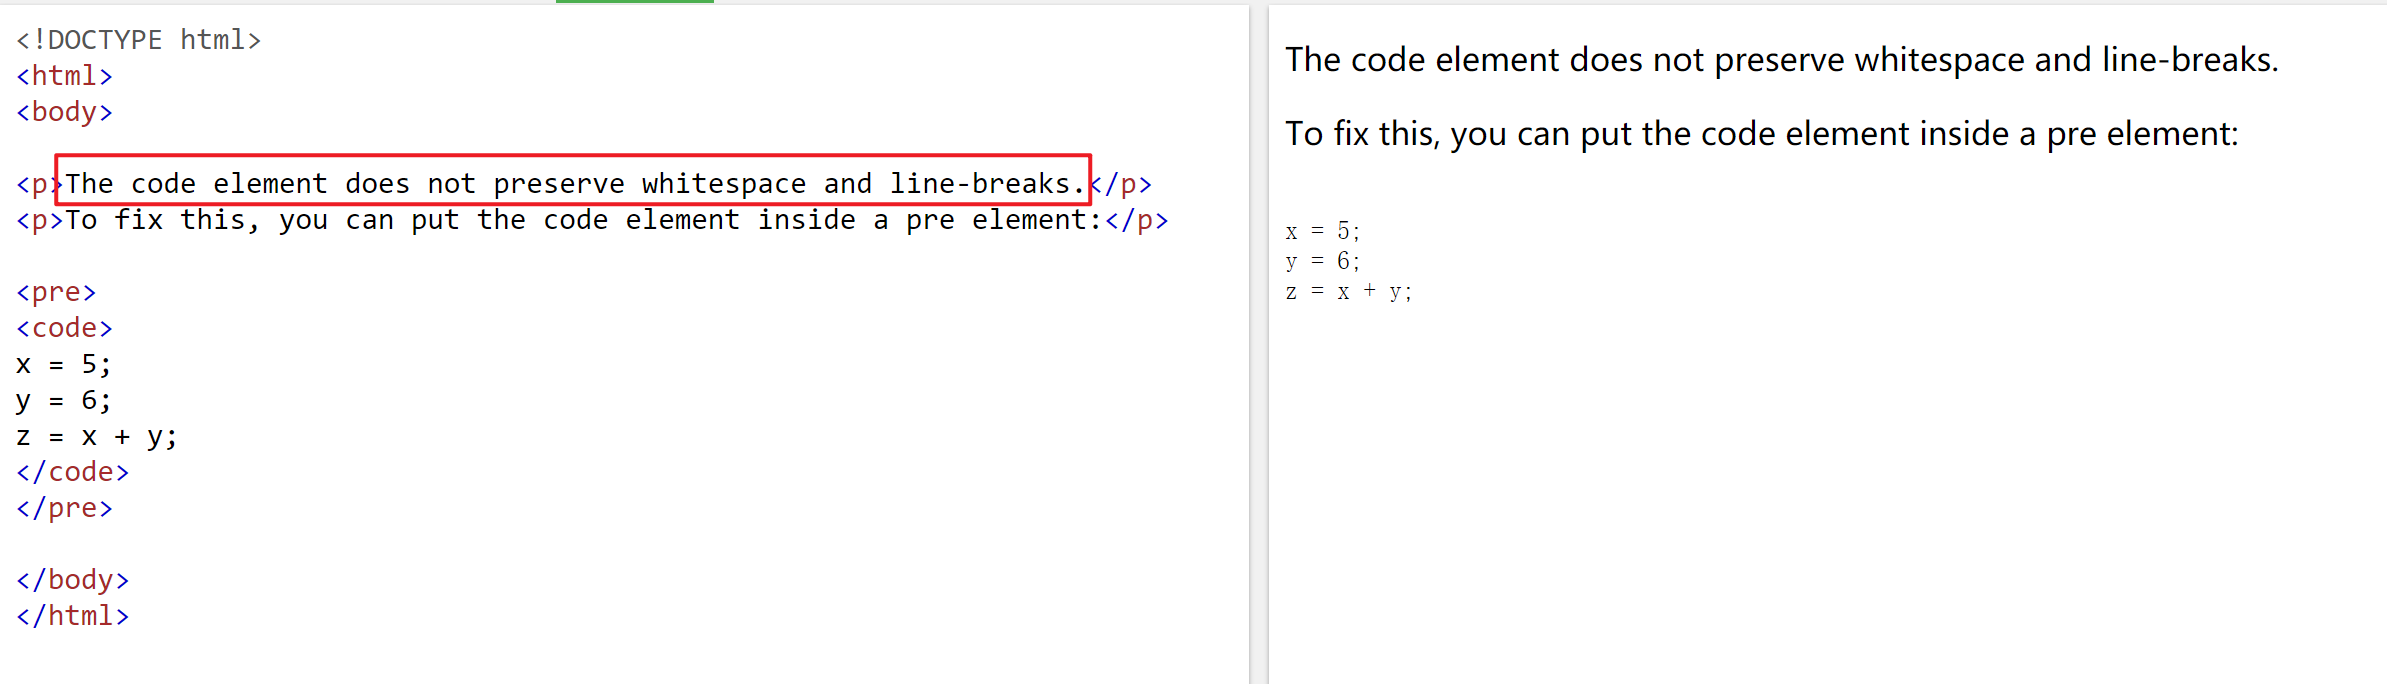 <!DOCTYPE html>
<html>
<body>
<p>The code element does not preserve whitespace and line-breaks.</p>
<p>To fix this, you can put the code element inside a pre element:</p>
<pre>
<code>
x = 5;
y = 6;
z = x + y;
</code>
</pre>
</body>
</html>
The code element does not preserve whitespace and line-breaks.
To fix this, you can put the code element inside a pre element:
x = 5;
y = 6;
z = x + y;